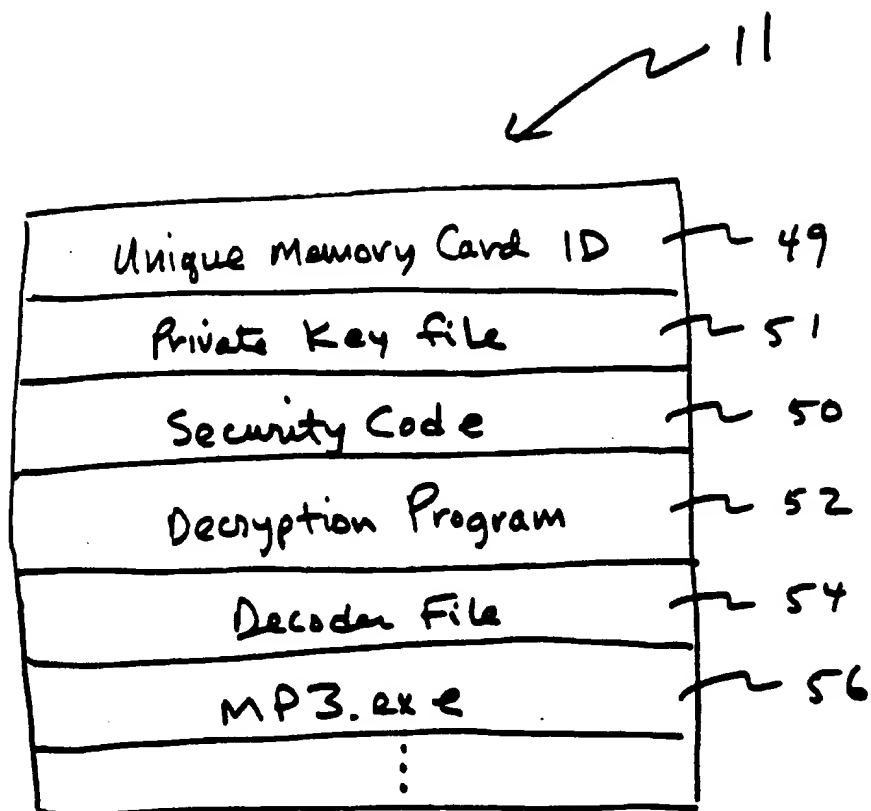 11
Unique Memory Card ID 49
Private Key file 51
Security Code 50
Decryption Program 52
Decoder File 54
MP3.exe 56